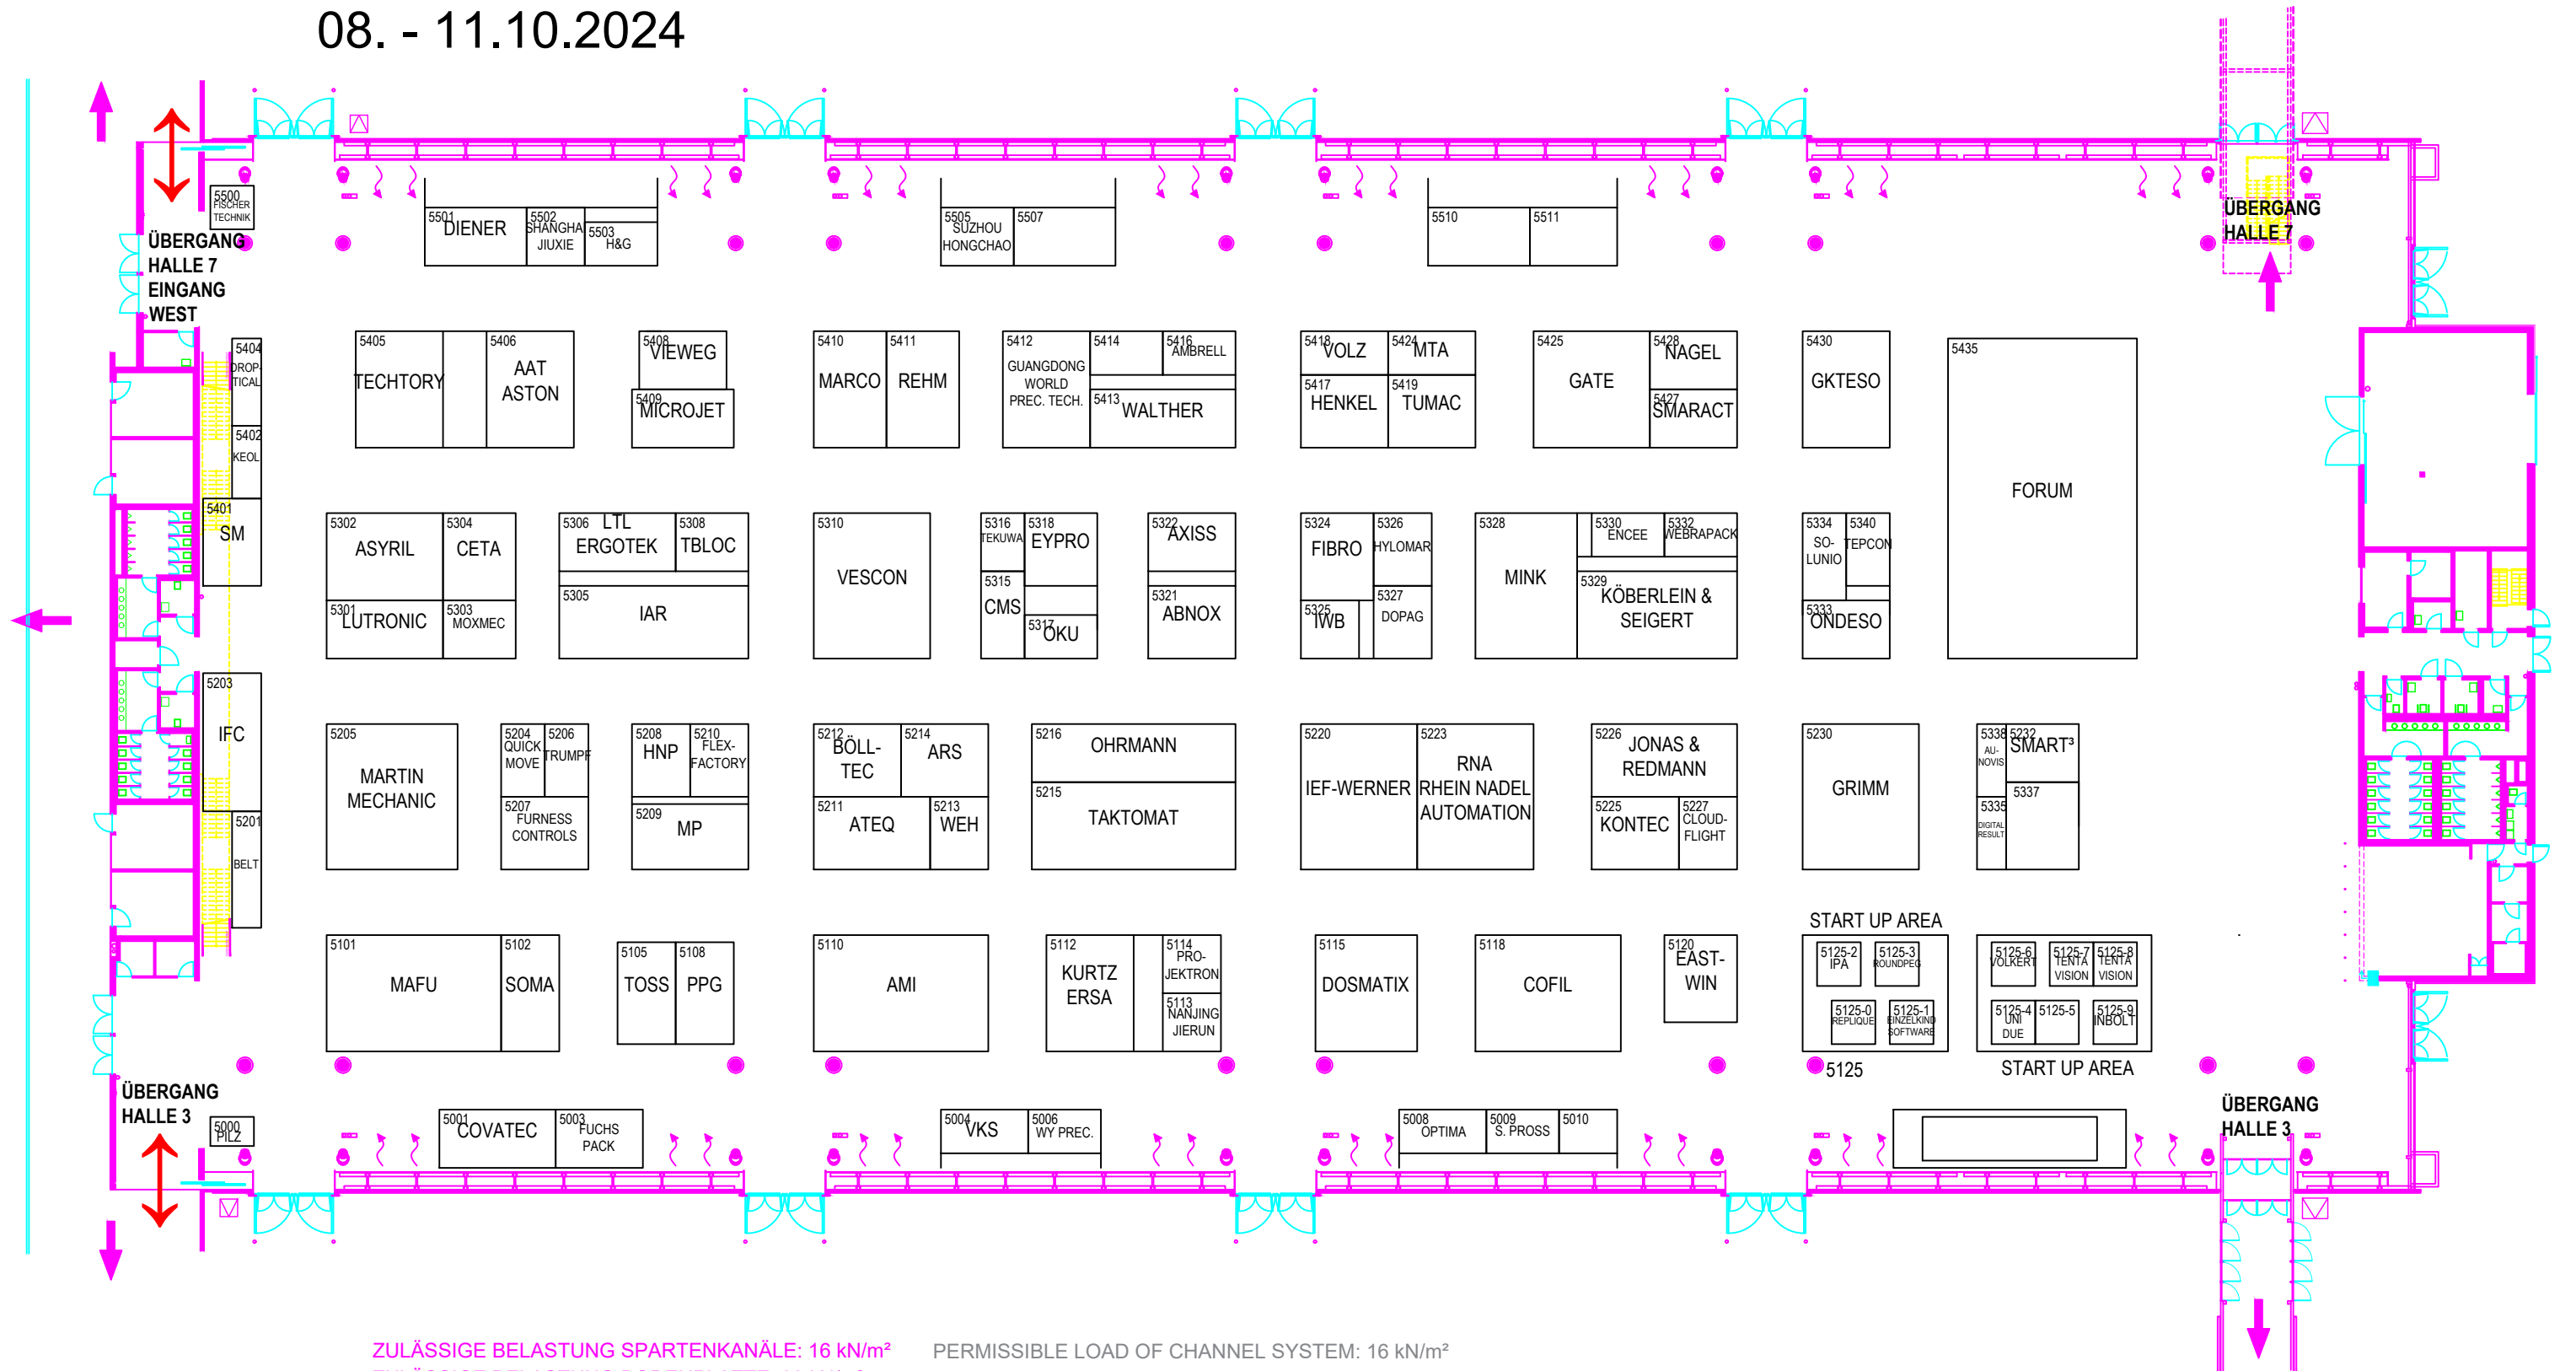 08. - 11.10.2024
5500
FISCHER
TECHNIK
ÜBERGANG
HALLE 7
EINGANG
WEST
5501
DIENER
5502
SHANGHA
JIUXIE
5503
H&G
5505
SUZHOU
HONGCHAO
5507
5510
5511
ÜBERGANG
HALLE 7
5404
DROP-
TICAL
5402
KEOL
5401
SM
5405
TECHTORY
5406
AAT
ASTON
5408
VIEWEG
5409
MICROJET
5410
MARCO
5411
REHM
5412
GUANGDONG
WORLD
PREC. TECH.
5414
5416
AMBRELL
5413
WALTHER
5418
VOLZ
5424
MTA
5417
HENKEL
5419
TUMAC
5425
GATE
5428
NAGEL
5427
SMARACT
5430
GKTESO
5435
FORUM
5302
ASYRIL
5304
CETA
5301
LUTRONIC
5303
MOXMEC
5306
LTL
ERGOTEK
5308
TBLOC
5305
IAR
5310
VESCON
5316
TEKUWA
5318
EYPRO
5315
CMS
5317
OKU
5322
AXISS
5321
ABNOX
5324
FIBRO
5326
HYLOMAR
5325
IWB
5327
DOPAG
5328
MINK
5330
ENCEE
5332
WEBRAPACK
5329
KÖBERLEIN &
SEIGERT
5334
SO-
LUNIO
5340
TEPCON
5333
ONDESO
5203
IFC
5201
BELT
5205
MARTIN
MECHANIC
5204
QUICK
MOVE
5206
TRUMPF
5207
FURNESS
CONTROLS
5208
HNP
5210
FLEX-
FACTORY
5209
MP
5212
BÖLL-
TEC
5214
ARS
5211
ATEQ
5213
WEH
5216
OHRMANN
5215
TAKTOMAT
5220
IEF-WERNER
5223
RNA
RHEIN NADEL
AUTOMATION
5226
JONAS &
REDMANN
5225
KONTEC
5227
CLOUD-
FLIGHT
5230
GRIMM
5338
AU-
NOVIS
5232
SMART³
5335
DIGITAL
RESULT
5337
5101
MAFU
5102
SOMA
5105
TOSS
5108
PPG
5110
AMI
5112
KURTZ
ERSA
5114
PRO-
JEKTRON
5113
NANJING
JIERUN
5115
DOSMATIX
5118
COFIL
5120
EAST-
WIN
START UP AREA
5125-2
IPA
5125-3
ROUNDPEG
5125-0
REPLIQUE
5125-1
EINZELKIND
SOFTWARE
5125
5125-6
VOLKERT
5125-7
TENTA
VISION
5125-8
TENTA
VISION
5125-4
UNI
DUE
5125-5
5125-9
INBOLT
START UP AREA
ÜBERGANG
HALLE 3
5000
PILZ
5001
COVATEC
5003
FUCHS
PACK
5004
VKS
5006
WY PREC.
5008
OPTIMA
5009
S. PROSS
5010
ÜBERGANG
HALLE 3
ZULÄSSIGE BELASTUNG SPARTENKANÄLE: 16 kN/m² PERMISSIBLE LOAD OF CHANNEL SYSTEM: 16 kN/m²